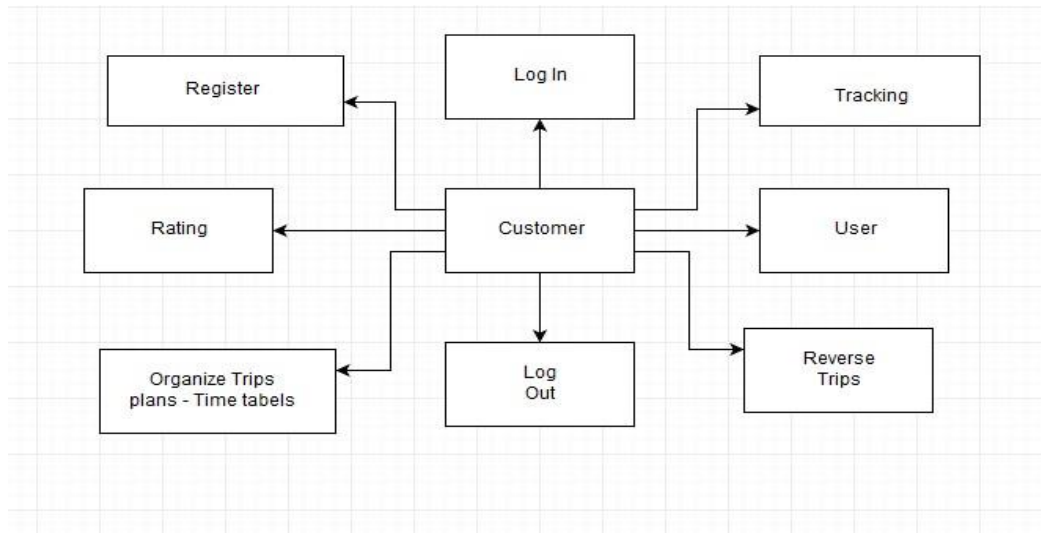 Log In
Register
Tracking
Rating
Customer
User
Organize Trips
plans - Time tabels
Log
Out
Reverse
Trips